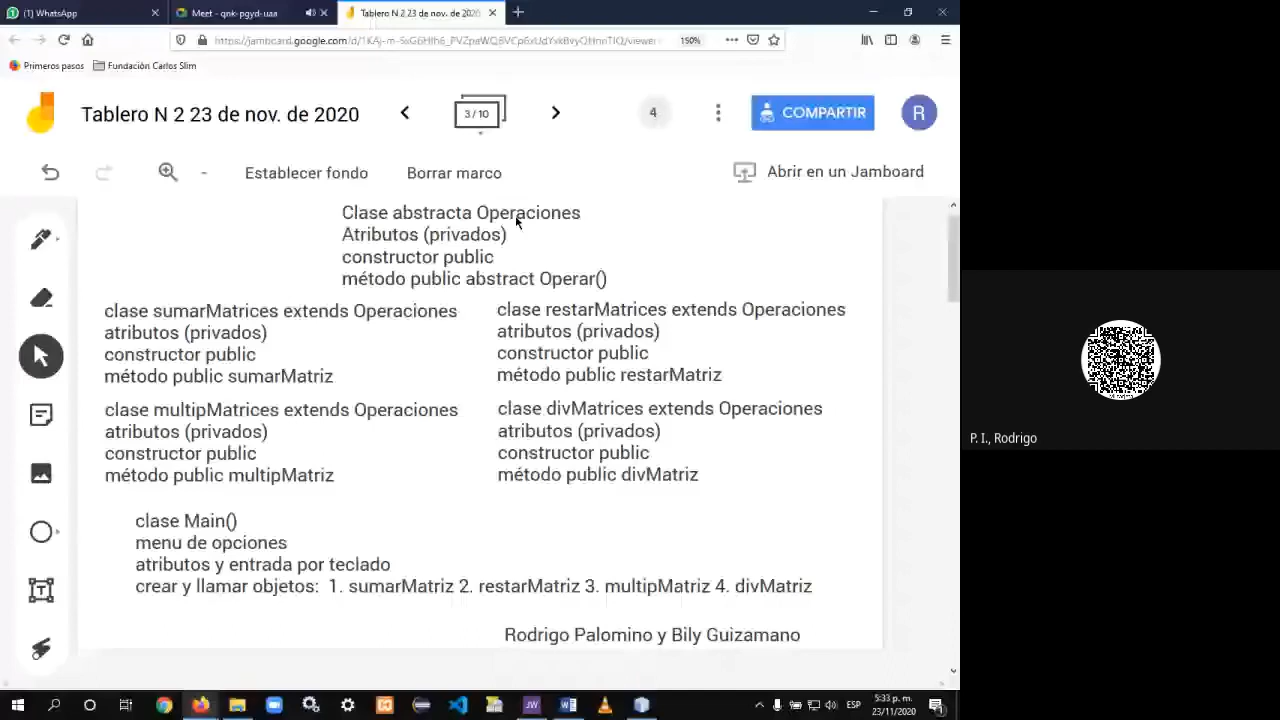 (1) WhatsApp
Meet - qnk-pgyd-uaa
Tablero N 2 23 de nov. de 202
Primeros pasos
Fundación Carlos Slim
150%
Tablero N 2 23 de nov. de 2020
3 / 10
4
COMPARTIR
R
Establecer fondo
Borrar marco
Abrir en un Jamboard
Clase abstracta Operaciones
Atributos (privados)
constructor public
método public abstract Operar()
clase sumarMatrices extends Operaciones
atributos (privados)
constructor public
método public sumarMatriz
clase restarMatrices extends Operaciones
atributos (privados)
constructor public
método public restarMatriz
clase multipMatrices extends Operaciones
atributos (privados)
constructor public
método public multipMatriz
clase divMatrices extends Operaciones
atributos (privados)
constructor public
método public divMatriz
clase Main()
menu de opciones
atributos y entrada por teclado
crear y llamar objetos: 1. sumarMatriz 2. restarMatriz 3. multipMatriz 4. divMatriz
Rodrigo Palomino y Bily Guizamano
P. I., Rodrigo
JW
ESP
5:33 p. m.
23/11/2020